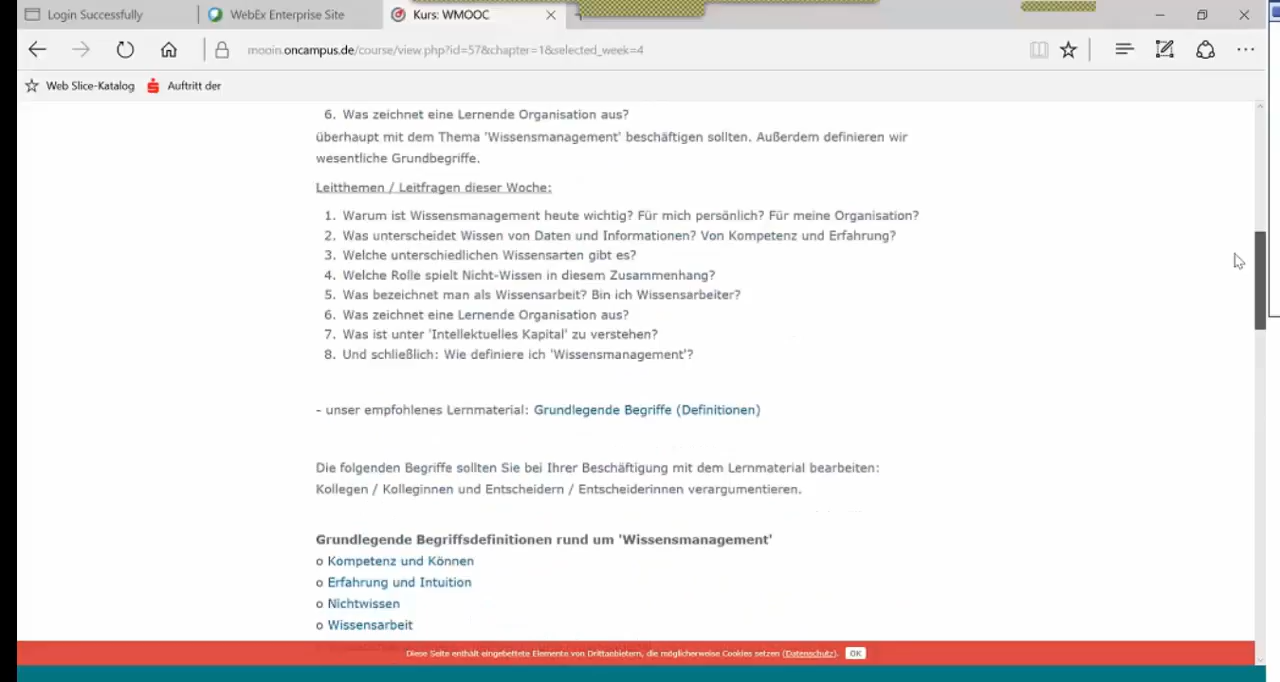 Login Successfully
WebEx Enterprise Site
Kurs: WMOOC
mooin.oncampus.de/course/view.php?id=57&chapter=1&selected_week=4
Web Slice-Katalog
Auftritt der
6. Was zeichnet eine Lernende Organisation aus?
überhaupt mit dem Thema 'Wissensmanagement' beschäftigen sollten. Außerdem definieren wir
wesentliche Grundbegriffe.
Leitthemen / Leitfragen dieser Woche:
1. Warum ist Wissensmanagement heute wichtig? Für mich persönlich? Für meine Organisation?
2. Was unterscheidet Wissen von Daten und Informationen? Von Kompetenz und Erfahrung?
3. Welche unterschiedlichen Wissensarten gibt es?
4. Welche Rolle spielt Nicht-Wissen in diesem Zusammenhang?
5. Was bezeichnet man als Wissensarbeit? Bin ich Wissensarbeiter?
6. Was zeichnet eine Lernende Organisation aus?
7. Was ist unter 'Intellektuelles Kapital' zu verstehen?
8. Und schließlich: Wie definiere ich 'Wissensmanagement'?
- unser empfohlenes Lernmaterial: Grundlegende Begriffe (Definitionen)
Die folgenden Begriffe sollten Sie bei Ihrer Beschäftigung mit dem Lernmaterial bearbeiten:
Kollegen / Kolleginnen und Entscheidern / Entscheiderinnen verargumentieren.
Grundlegende Begriffsdefinitionen rund um 'Wissensmanagement'
o Kompetenz und Können
o Erfahrung und Intuition
o Nichtwissen
o Wissensarbeit
Diese Seite enthält eingebettete Elemente von Drittanbietern, die möglicherweise Cookies setzen (Datenschutz). OK